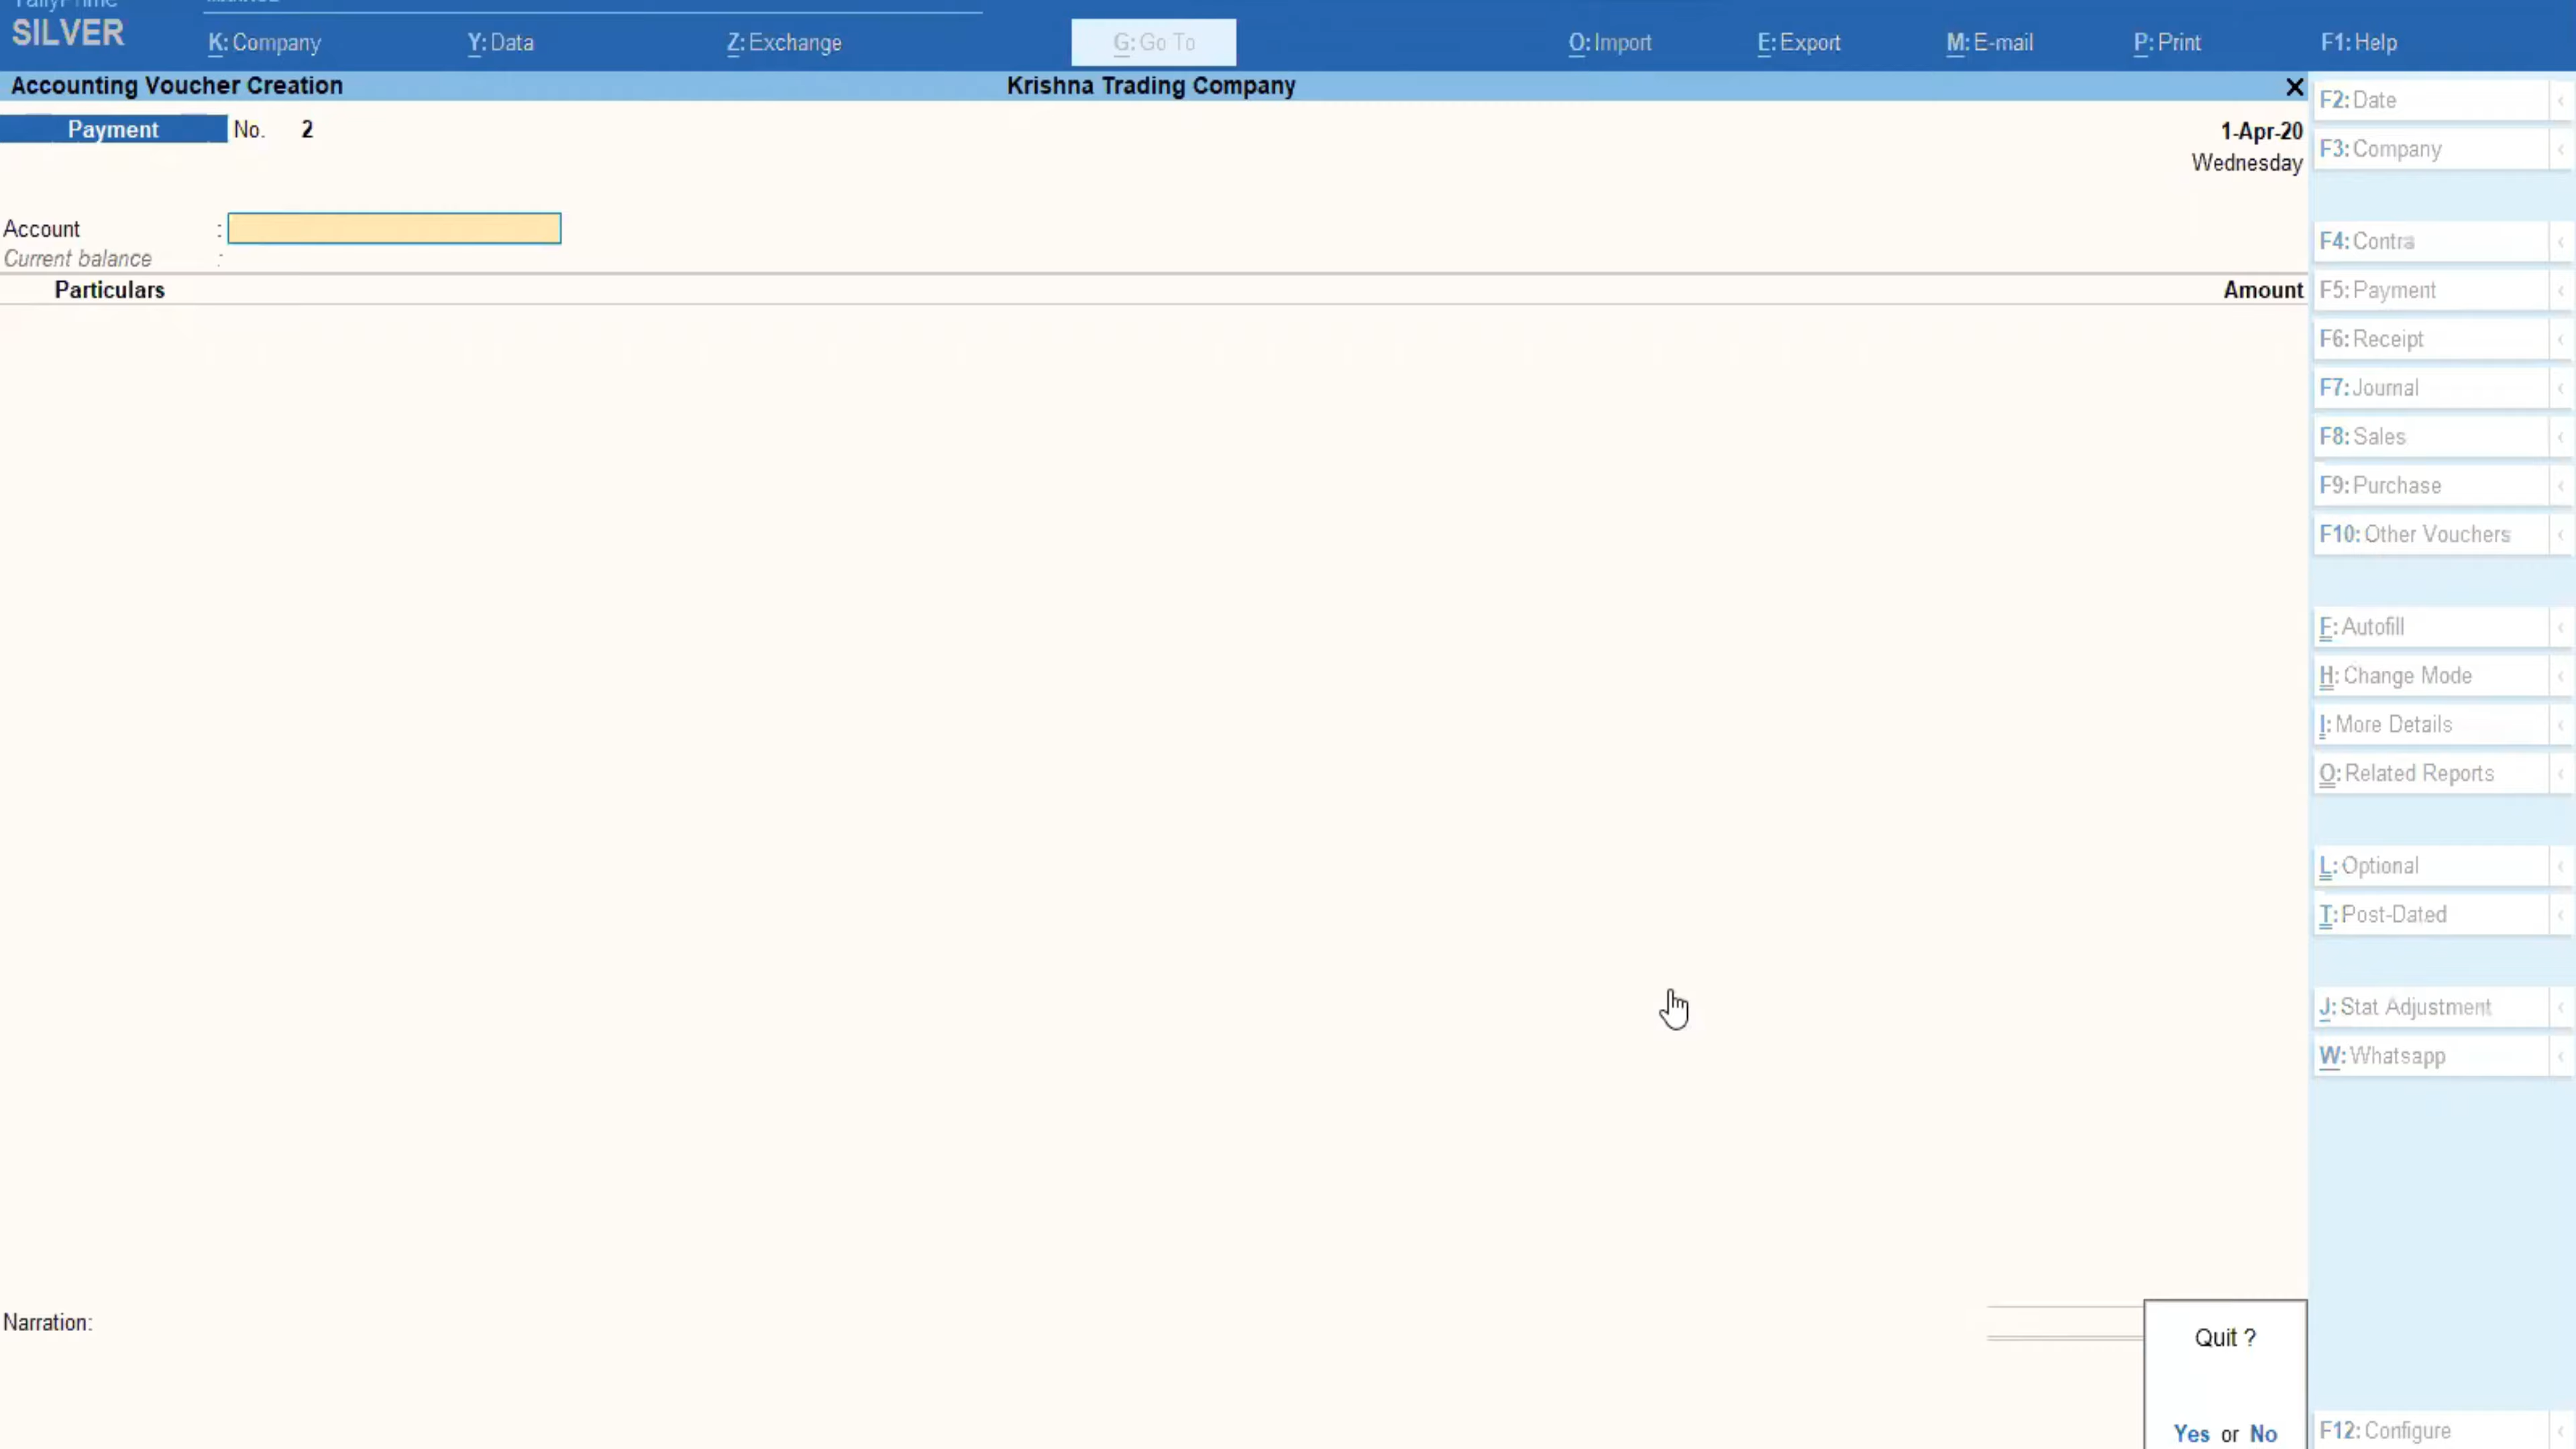 TallyPrime
SILVER
K: Company
Y: Data
Z: Exchange
G: Go To
O: Import
E: Export
M: E-mail
P: Print
F1: Help
Accounting Voucher Creation
Krishna Trading Company
Payment No. 2
1-Apr-20
Wednesday
Account :
Current balance :
Particulars
Amount
F2: Date
F3: Company
F4: Contra
F5: Payment
F6: Receipt
F7: Journal
F8: Sales
F9: Purchase
F10: Other Vouchers
F: Autofill
H: Change Mode
I: More Details
O: Related Reports
L: Optional
T: Post-Dated
J: Stat Adjustment
W: Whatsapp
Narration:
Quit ?
Yes or No
F12: Configure